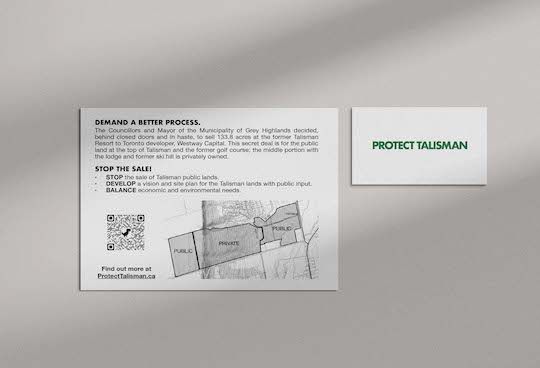 DEMAND A BETTER PROCESS.
The Councillors and Mayor of the Municipality of Grey Highlands decided,
behind closed doors and in haste, to sell 133.8 acres at the former Talisman
Resort to Toronto developer, Westway Capital. This secret deal is for the public
land at the top of Talisman and the former golf course; the middle portion with
the lodge and former ski hill is privately owned.
STOP THE SALE!
• STOP the sale of Talisman public lands.
• DEVELOP a vision and site plan for the Talisman lands with public input.
• BALANCE economic and environmental needs.
PUBLIC
PRIVATE
PUBLIC
Find out more at
ProtectTalisman.ca
PROTECT TALISMAN